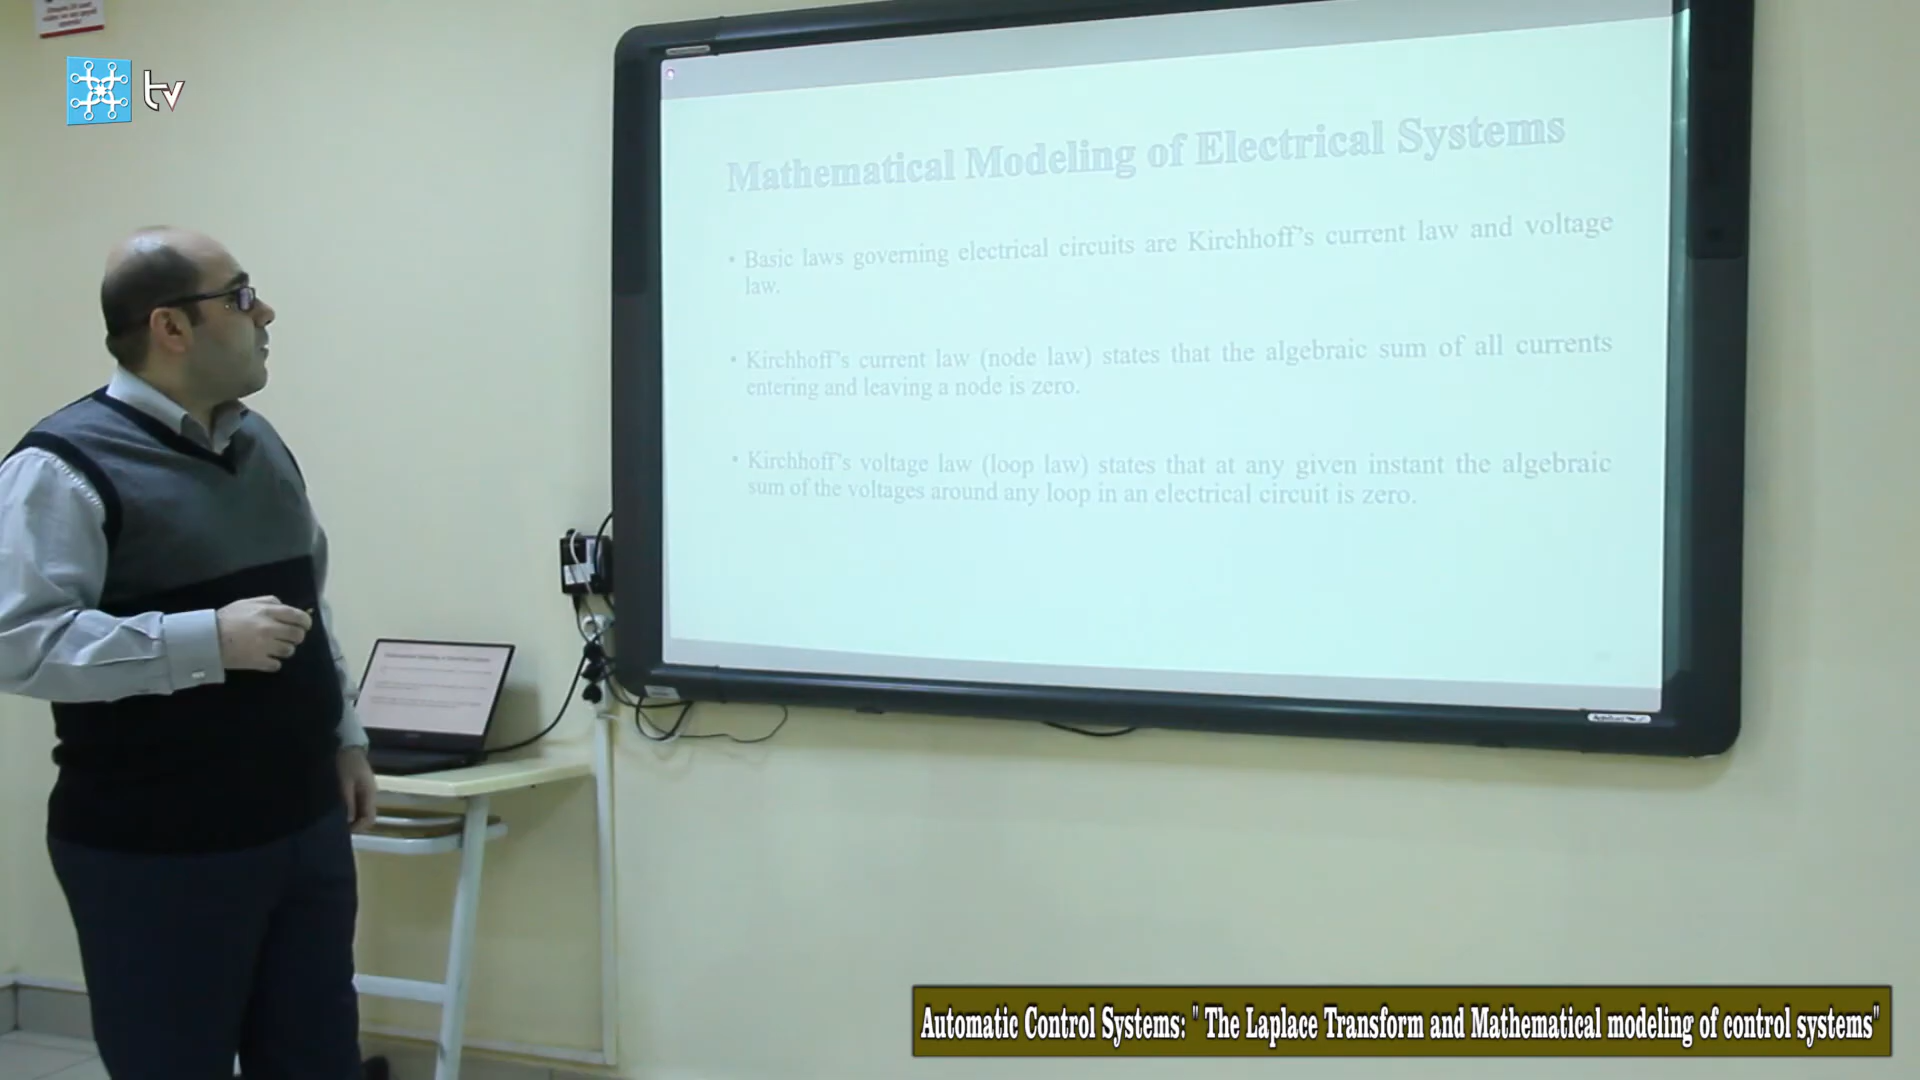 tv
Mathematical Modeling of Electrical Systems
• Basic laws governing electrical circuits are Kirchhoff's current law and voltage
law.
• Kirchhoff's current law (node law) states that the algebraic sum of all currents
entering and leaving a node is zero.
• Kirchhoff's voltage law (loop law) states that at any given instant the algebraic
sum of the voltages around any loop in an electrical circuit is zero.
Automatic Control Systems: " The Laplace Transform and Mathematical modeling of control systems"